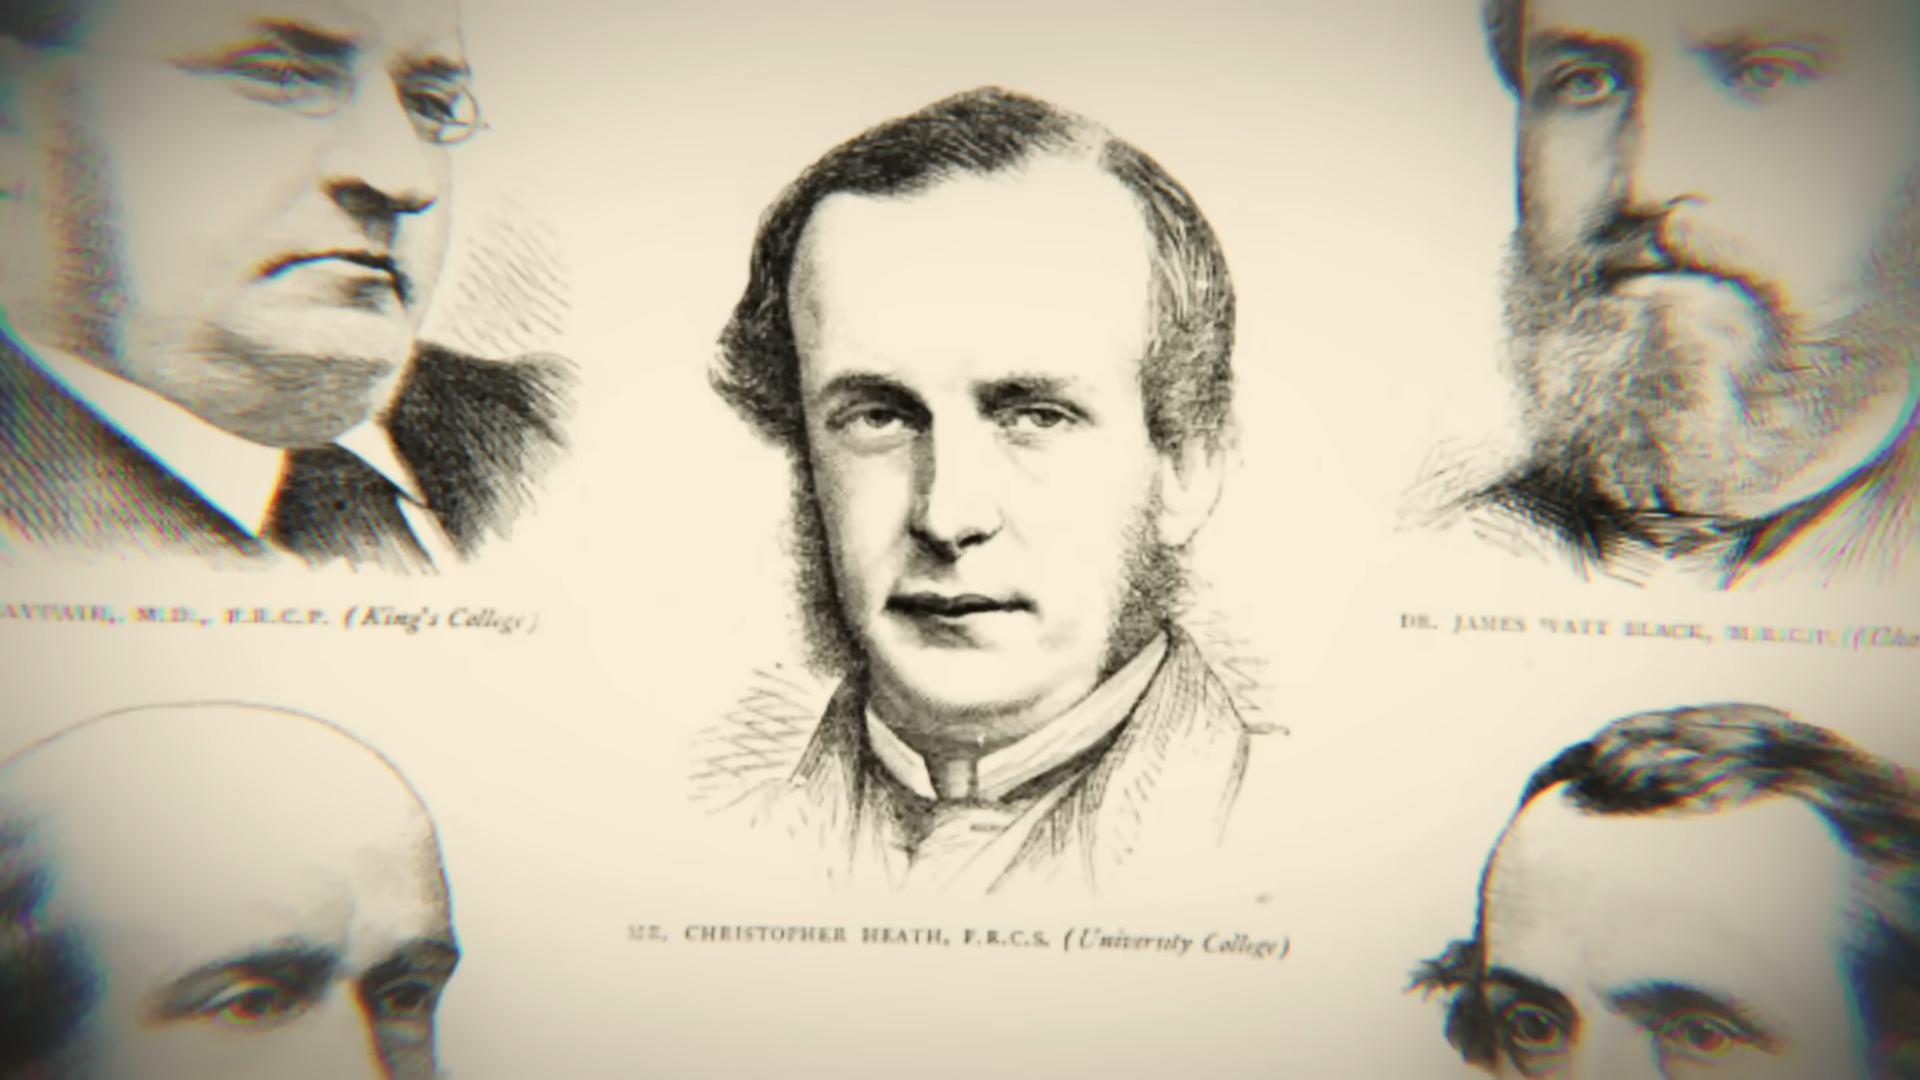 M.D., F.R.C.P. (King's College)
DR. JAMES WATT BLACK, M.R.C.P.
MR. CHRISTOPHER HEATH, F.R.C.S. (University College)